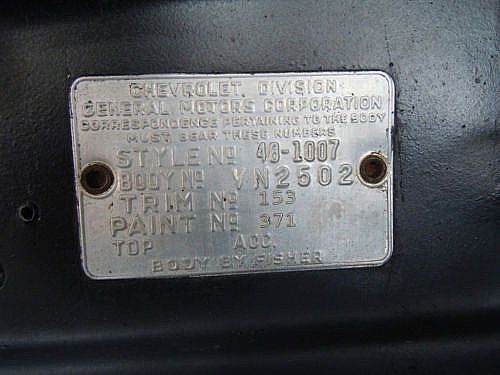 CHEVROLET DIVISION
GENERAL MOTORS CORPORATION
CORRESPONDENCE PERTAINING TO THE BODY
MUST BEAR THESE NUMBERS
STYLE Nº 48-1007
BODY Nº VN2502
TRIM Nº 153
PAINT Nº 371
TOP ACC.
BODY BY FISHER